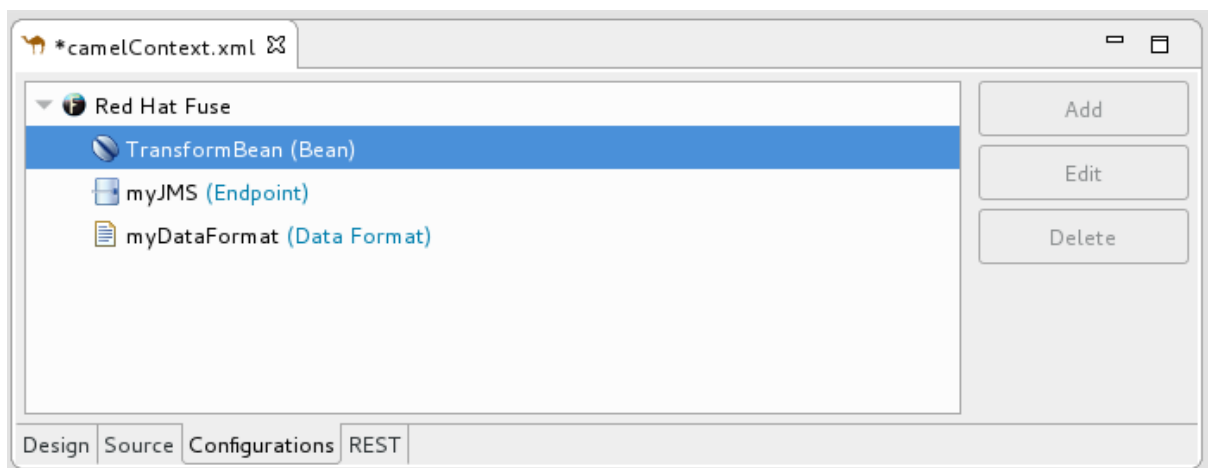 *camelContext.xml
Red Hat Fuse
Add
TransformBean (Bean)
Edit
myJMS (Endpoint)
myDataFormat (Data Format)
Delete
Design Source Configurations REST